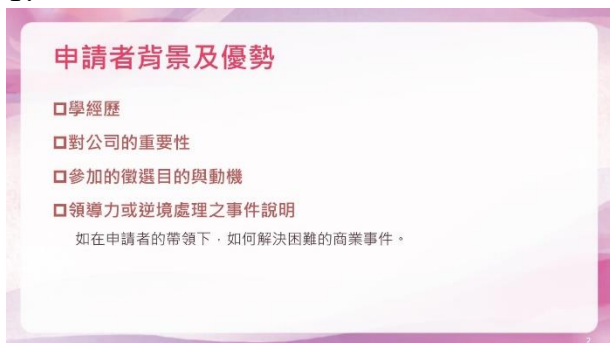 申請者背景及優勢
學經歷
對公司的重要性
參加的徵選目的與動機
領導力或逆境處理之事件說明
如在申請者的帶領下，如何解決困難的商業事件。
2